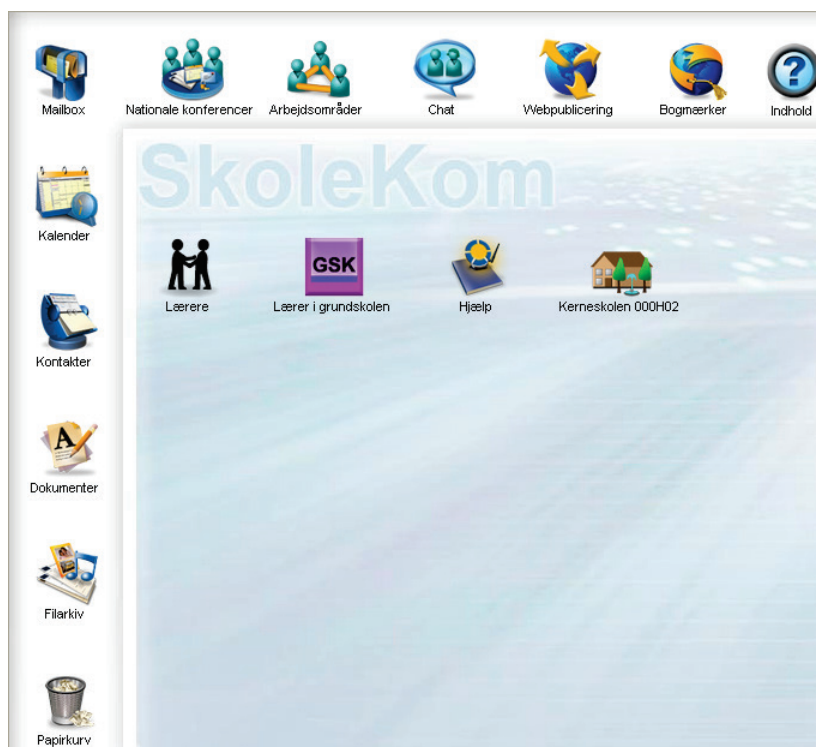 Mailbox
Nationale konferencer
Arbejdsområder
Chat
Webpublicering
Bogmærker
Indhold
SkoleKom
Kalender
GSK
Lærere
Lærer i grundskolen
Hjælp
Kerneskolen 000H02
Kontakter
A
Dokumenter
Filarkiv
Papirkurv